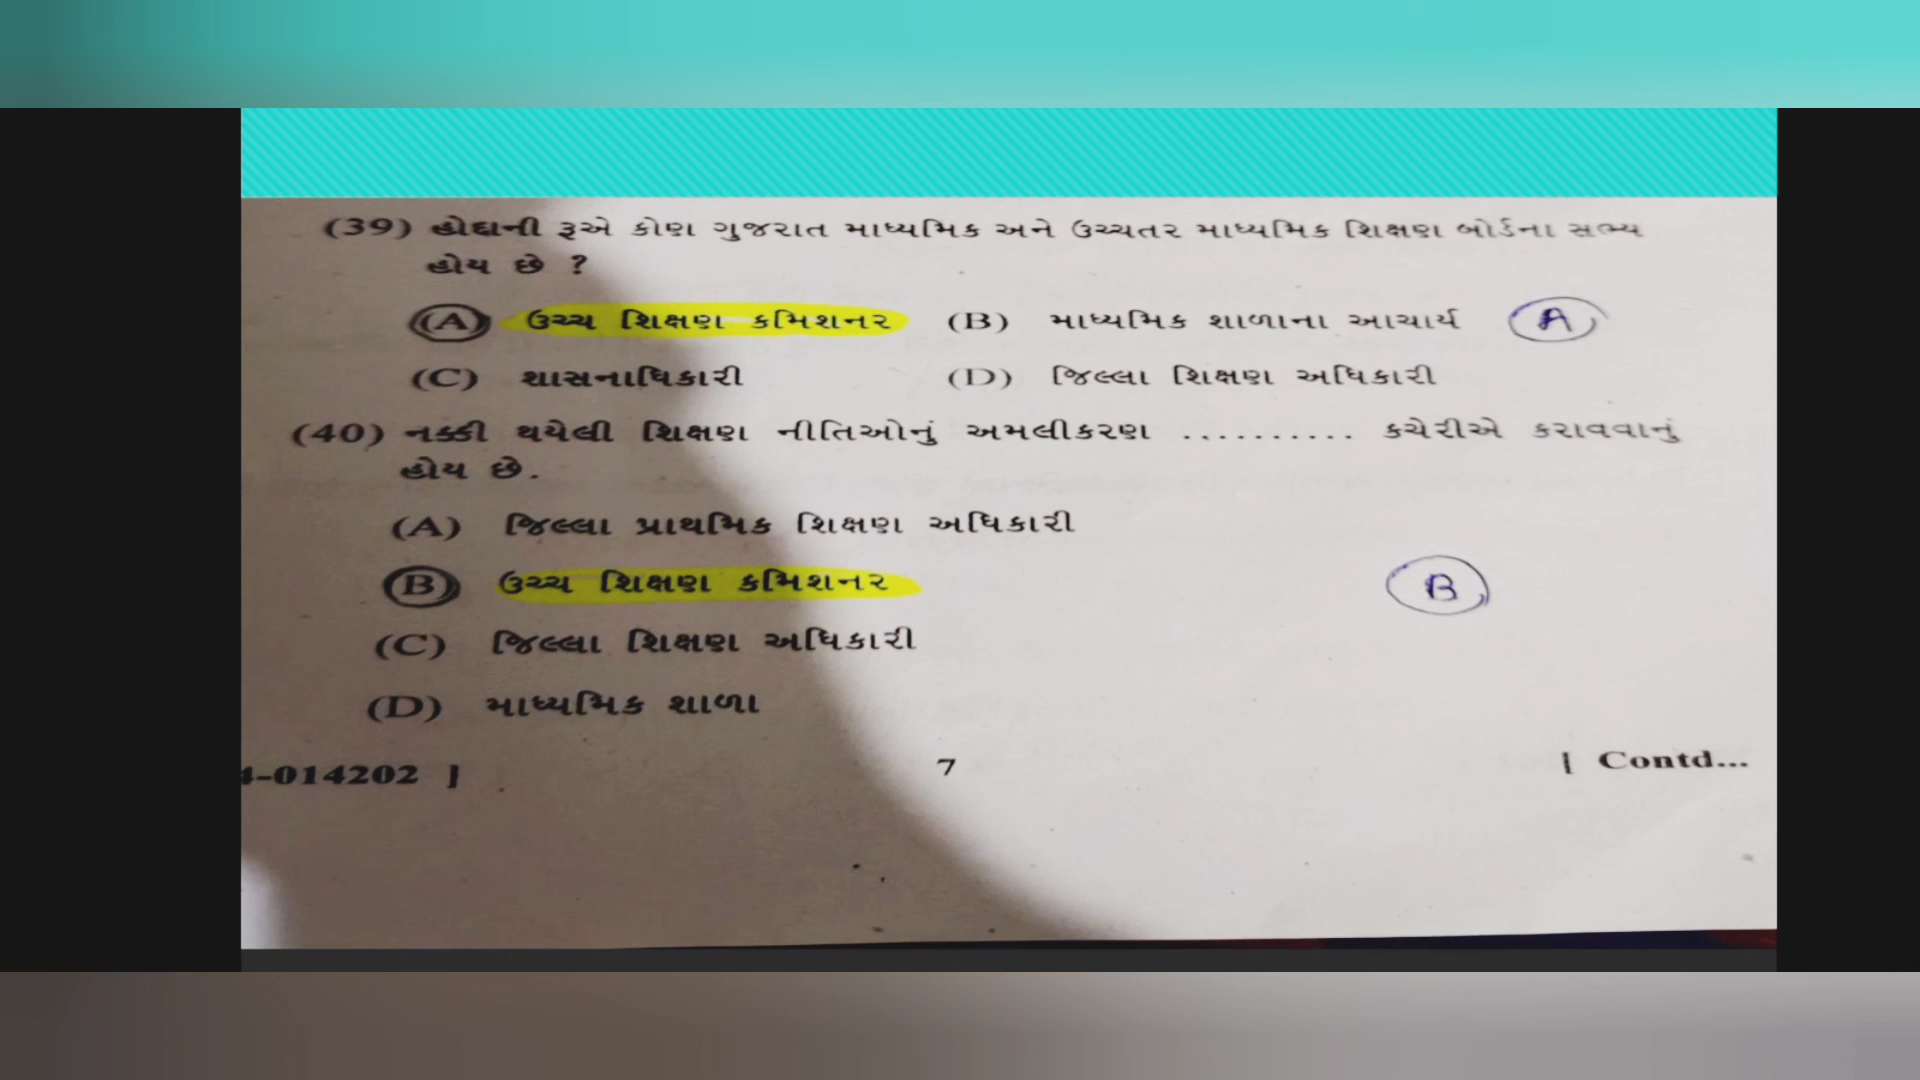 (39) હોદ્દાની રૂએ કોણ ગુજરાત માધ્યમિક અને ઉચ્ચતર માધ્યમિક શિક્ષણ બોર્ડના સભ્ય
હોય છે ?
(A) ઉચ્ચ શિક્ષણ કમિશનર (B) માધ્યમિક શાળાના આચાર્ય A
(C) શાસનાધિકારી (D) જિલ્લા શિક્ષણ અધિકારી
(40) નક્કી થયેલી શિક્ષણ નીતિઓનું અમલીકરણ .......... કચેરીએ કરાવવાનું
હોય છે.
(A) જિલ્લા પ્રાથમિક શિક્ષણ અધિકારી
(B) ઉચ્ચ શિક્ષણ કમિશનર B
(C) જિલ્લા શિક્ષણ અધિકારી
(D) માધ્યમિક શાળા
4-014202 ] 7 [ Contd...